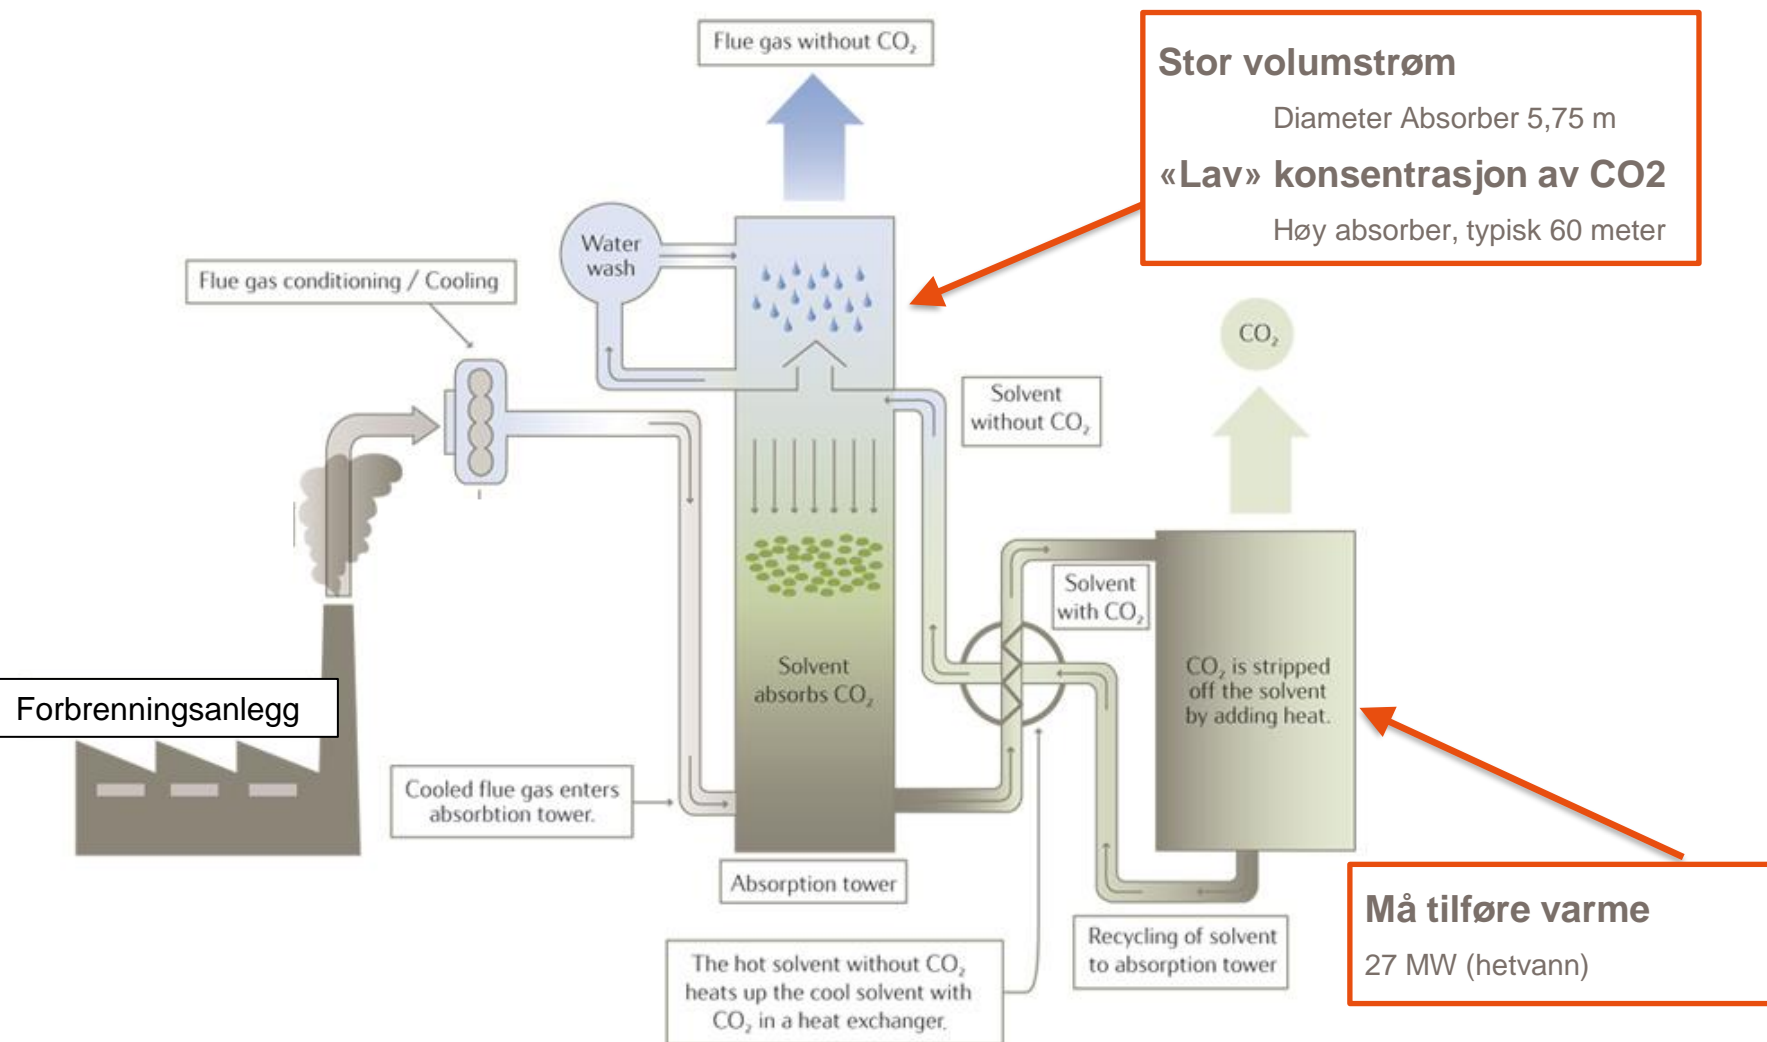 Flue gas without CO₂
Stor volumstrøm
Diameter Absorber 5,75 m
«Lav» konsentrasjon av CO2
Høy absorber, typisk 60 meter
Water
wash
Flue gas conditioning / Cooling
CO₂
Solvent
without CO₂
Solvent
with CO₂
Solvent
absorbs CO₂
CO₂ is stripped
off the solvent
by adding heat.
Forbrenningsanlegg
Cooled flue gas enters
absorbtion tower.
Absorption tower
Må tilføre varme
27 MW (hetvann)
Recycling of solvent
to absorption tower
The hot solvent without CO₂
heats up the cool solvent with
CO₂ in a heat exchanger.